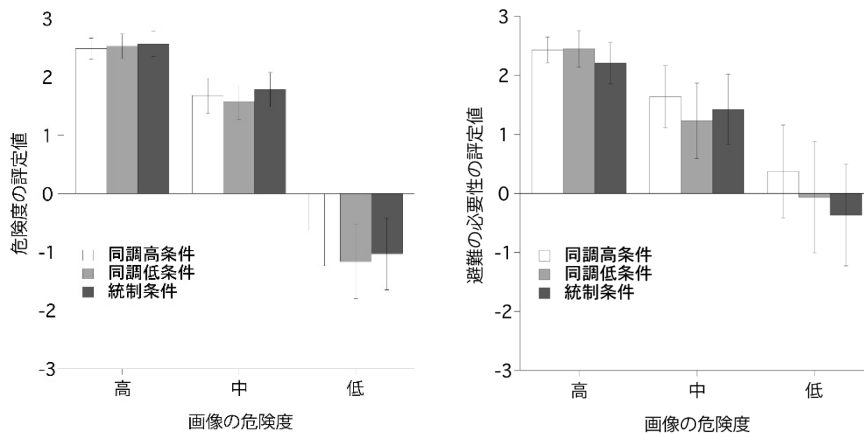 3
2
1
0
-1
-2
-3
危険度の評定値
同調高条件
同調低条件
統制条件
高
中
低
画像の危険度
3
2
1
0
-1
-2
-3
避難の必要性の評定値
同調高条件
同調低条件
統制条件
高
中
低
画像の危険度